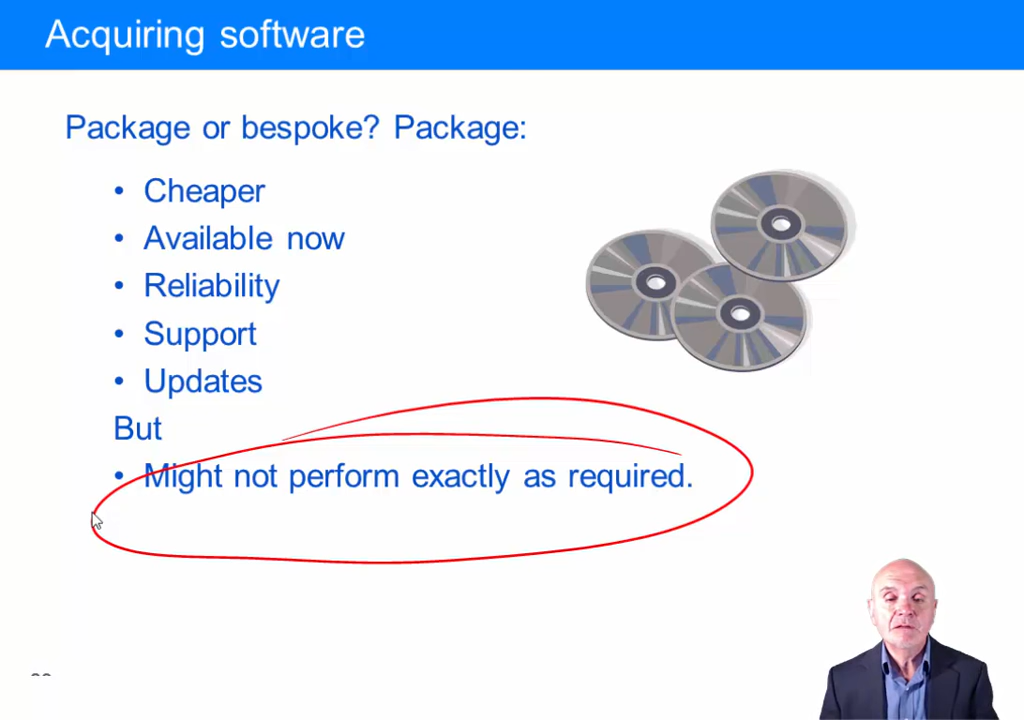 Acquiring software
Package or bespoke? Package:
• Cheaper
• Available now
• Reliability
• Support
• Updates
But
• Might not perform exactly as required.